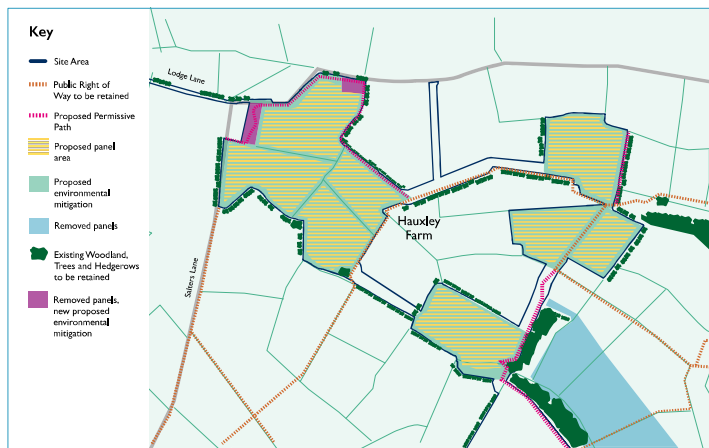 Key
Site Area
Public Right of
Way to be retained
Proposed Permissive
Path
Proposed panel
area
Proposed
environmental
mitigation
Removed panels
Existing Woodland,
Trees and Hedgerows
to be retained
Removed panels,
new proposed
environmental
mitigation
Lodge Lane
Hauxley
Farm
Salters Lane